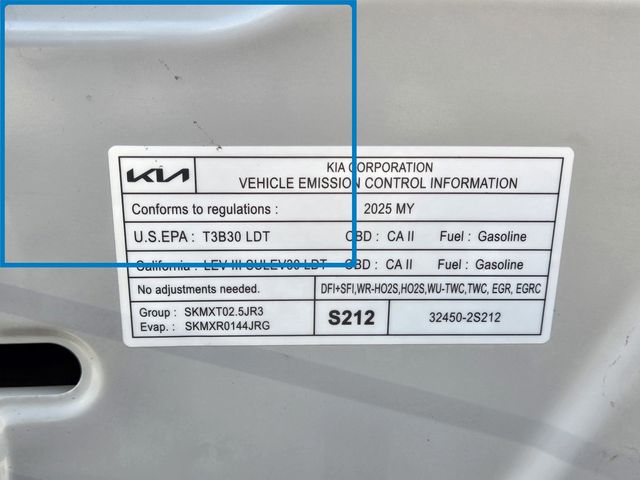 KIA
KIA CORPORATION
VEHICLE EMISSION CONTROL INFORMATION
Conforms to regulations : 2025 MY
U.S.EPA : T3B30 LDT OBD : CA II Fuel : Gasoline
California : LEV III SULEV30 LDT OBD : CA II Fuel : Gasoline
No adjustments needed. DFI+SFI,WR-HO2S,HO2S,WU-TWC,TWC, EGR, EGRC
Group : SKMXT02.5JR3
Evap. : SKMXR0144JRG
S212 32450-2S212